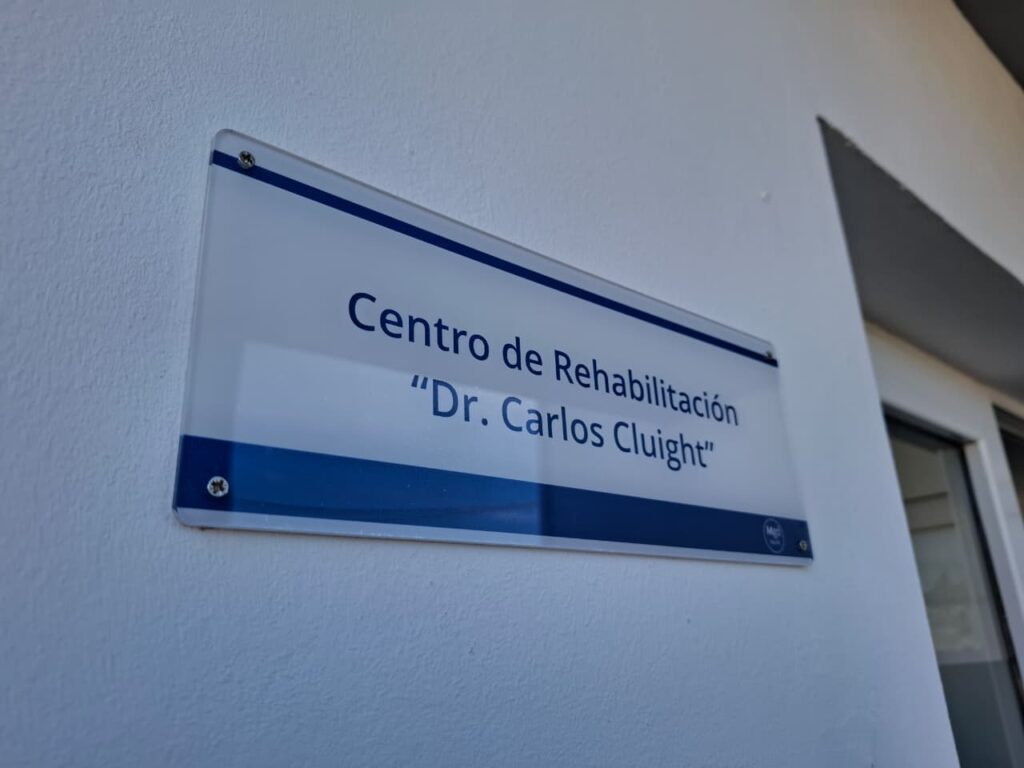 Centro de Rehabilitación
“Dr. Carlos Cluight”